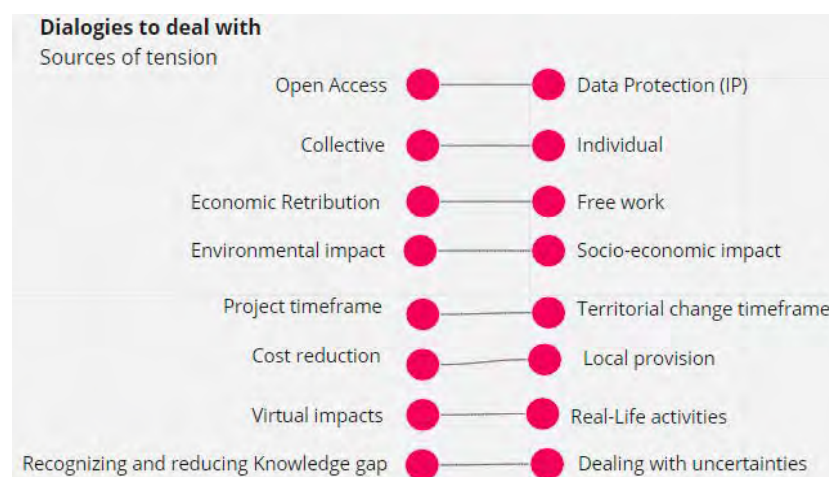 Dialogies to deal with
Sources of tension
Open Access Data Protection (IP)
Collective Individual
Economic Retribution Free work
Environmental impact Socio-economic impact
Project timeframe Territorial change timeframe
Cost reduction Local provision
Virtual impacts Real-Life activities
Recognizing and reducing Knowledge gap Dealing with uncertainties